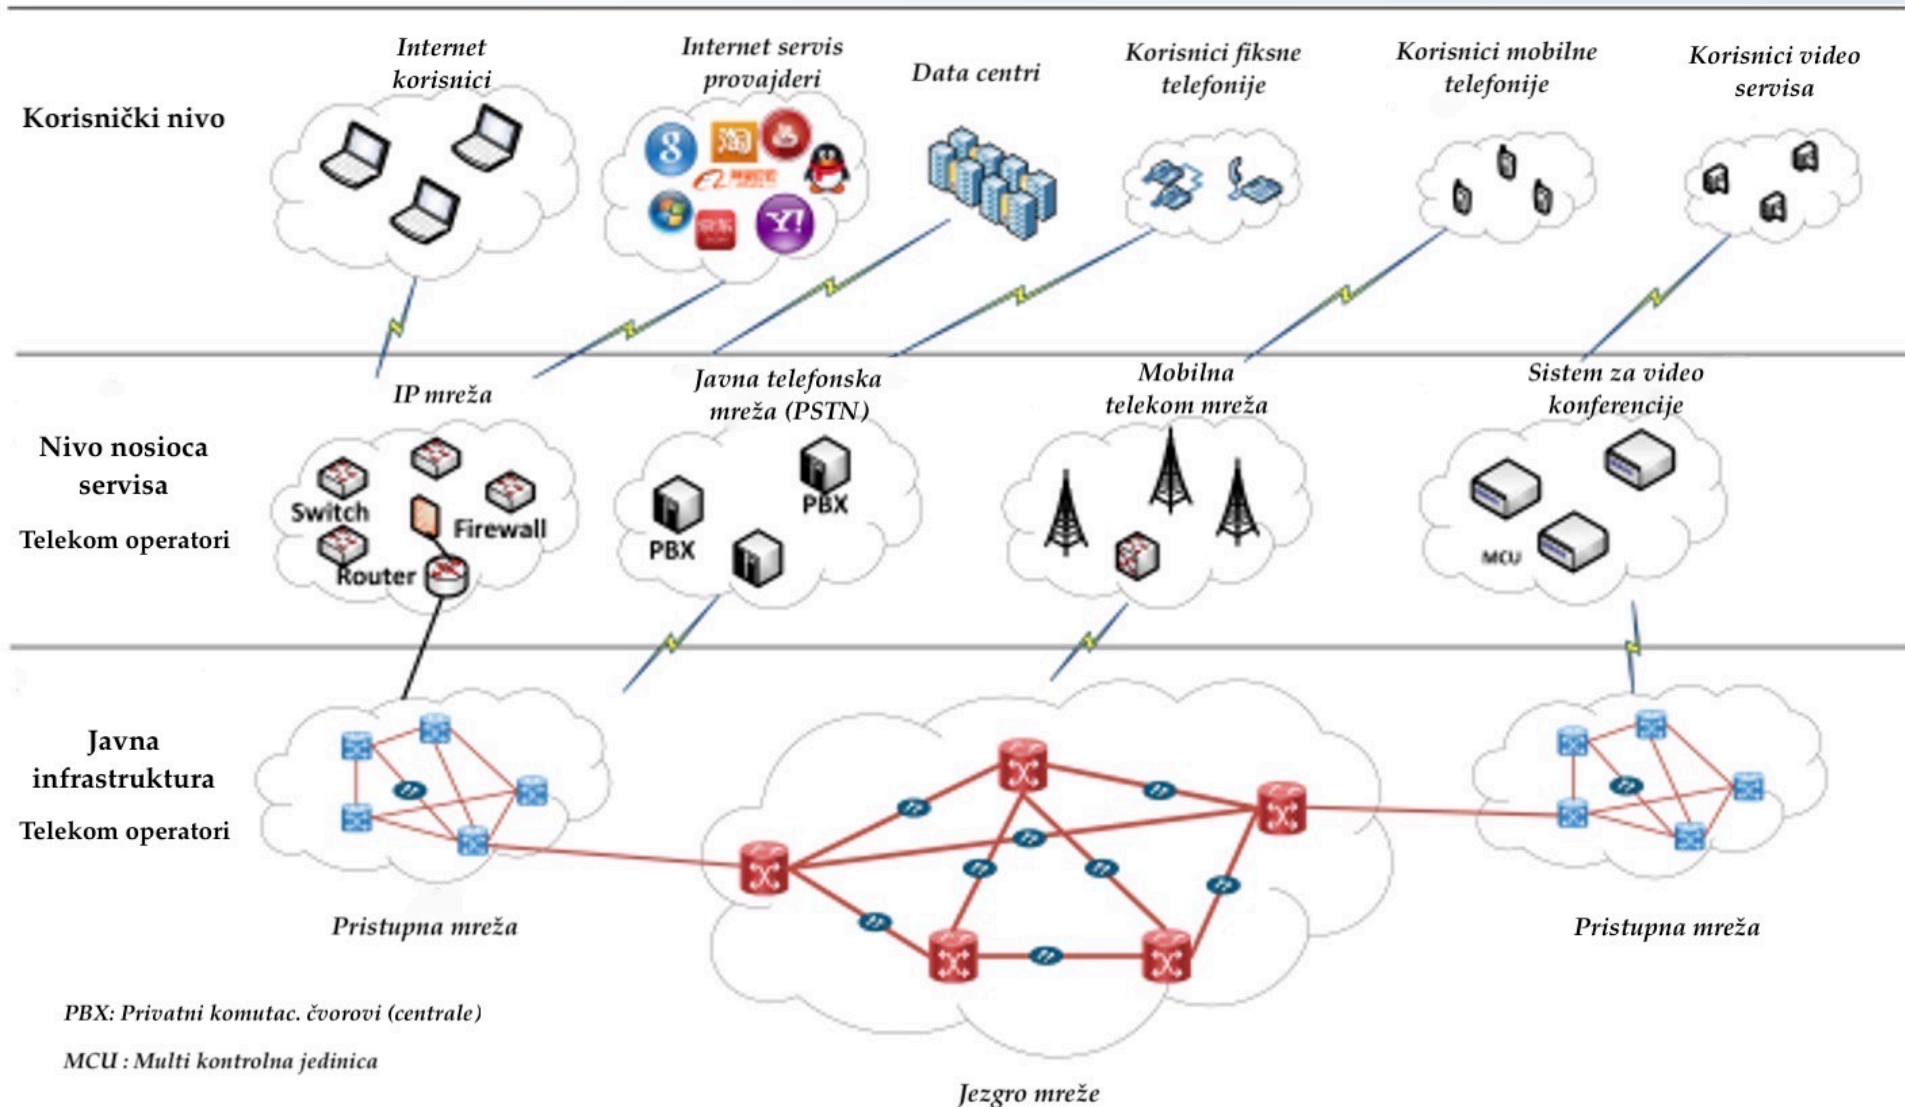 Internet
korisnici
Internet servis
provajderi
Data centri
Korisnici fiksne
telefonije
Korisnici mobilne
telefonije
Korisnici video
servisa
Korisnički nivo
8
淘
Y!
IP mreža
Javna telefonska
mreža (PSTN)
Mobilna
telekom mreža
Sistem za video
konferencije
Nivo nosioca
servisa
Telekom operatori
Switch
Firewall
Router
PBX
PBX
MCU
Javna
infrastruktura
Telekom operatori
Pristupna mreža
Pristupna mreža
PBX: Privatni komutac. čvorovi (centrale)
MCU : Multi kontrolna jedinica
Jezgro mreže